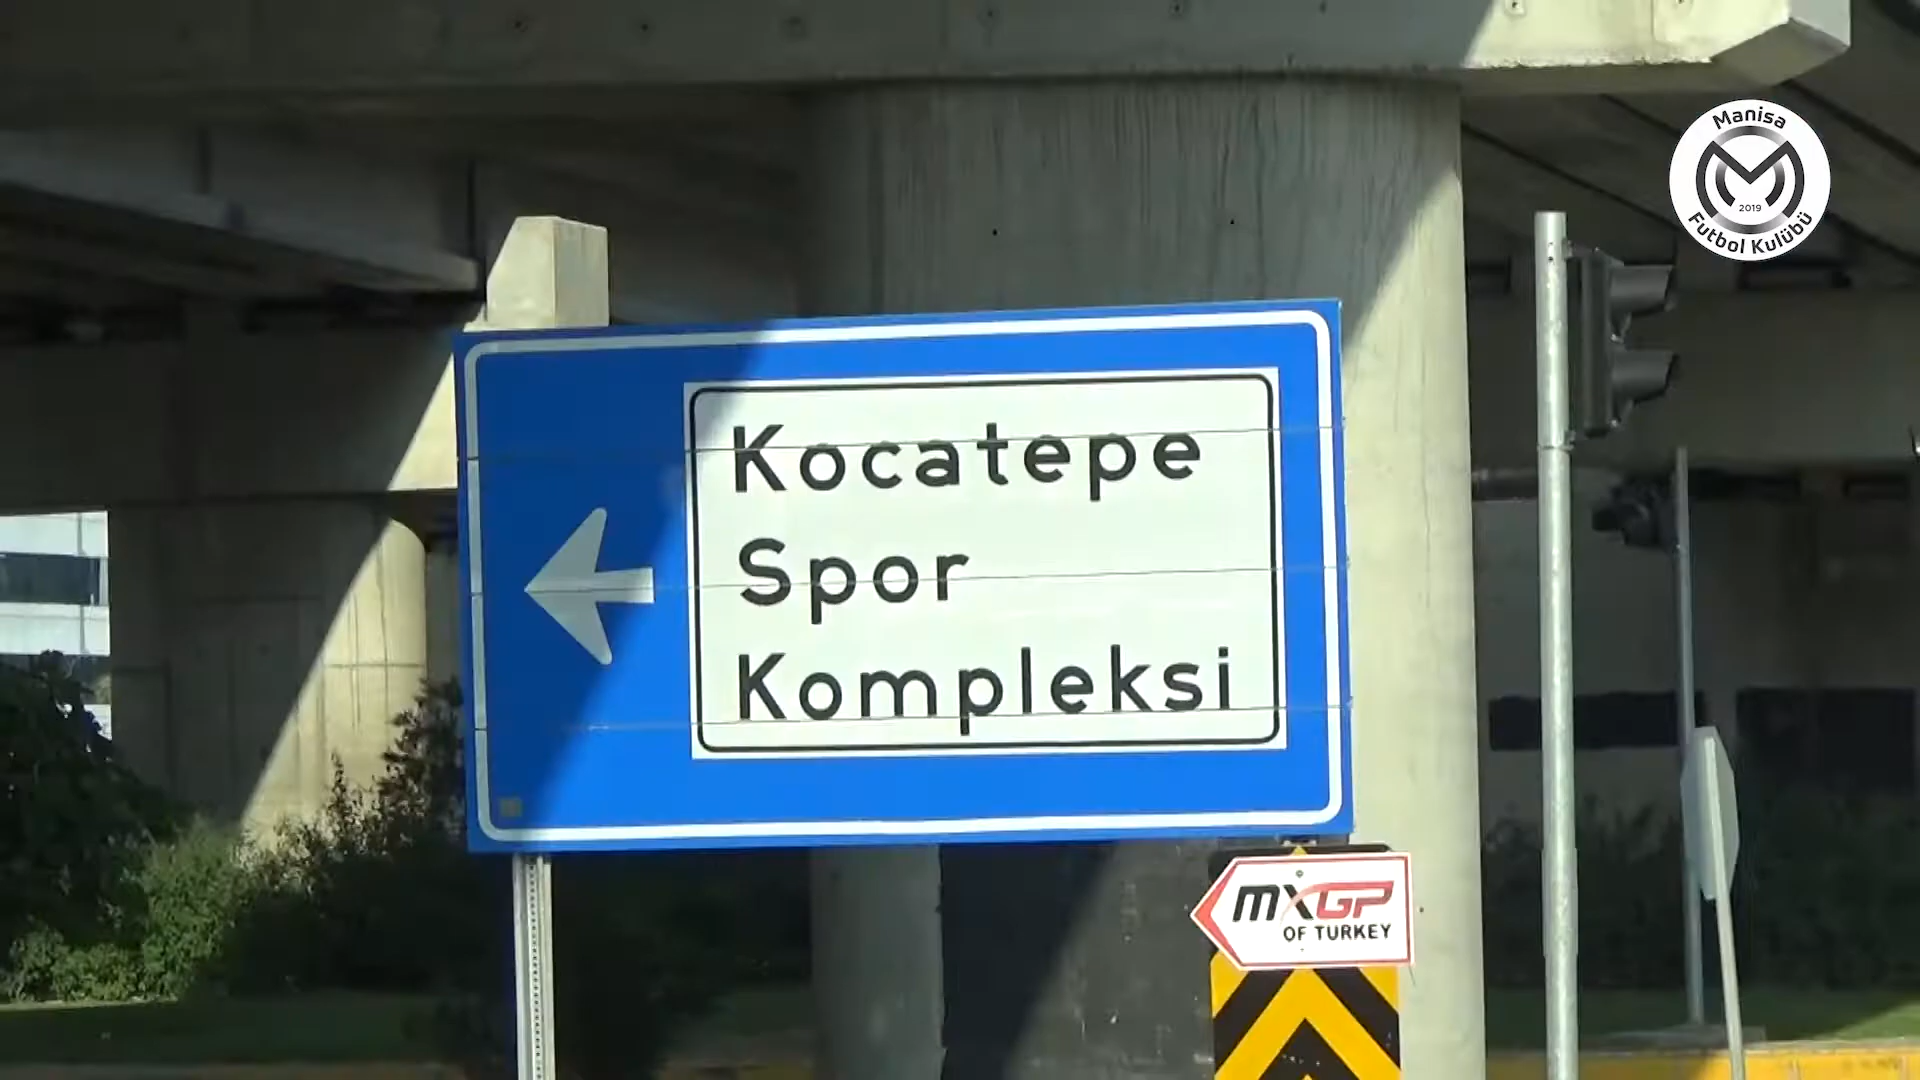 Manisa
2019
Futbol Kulübü
Kocatepe
Spor
Kompleksi
MXGP
OF TURKEY